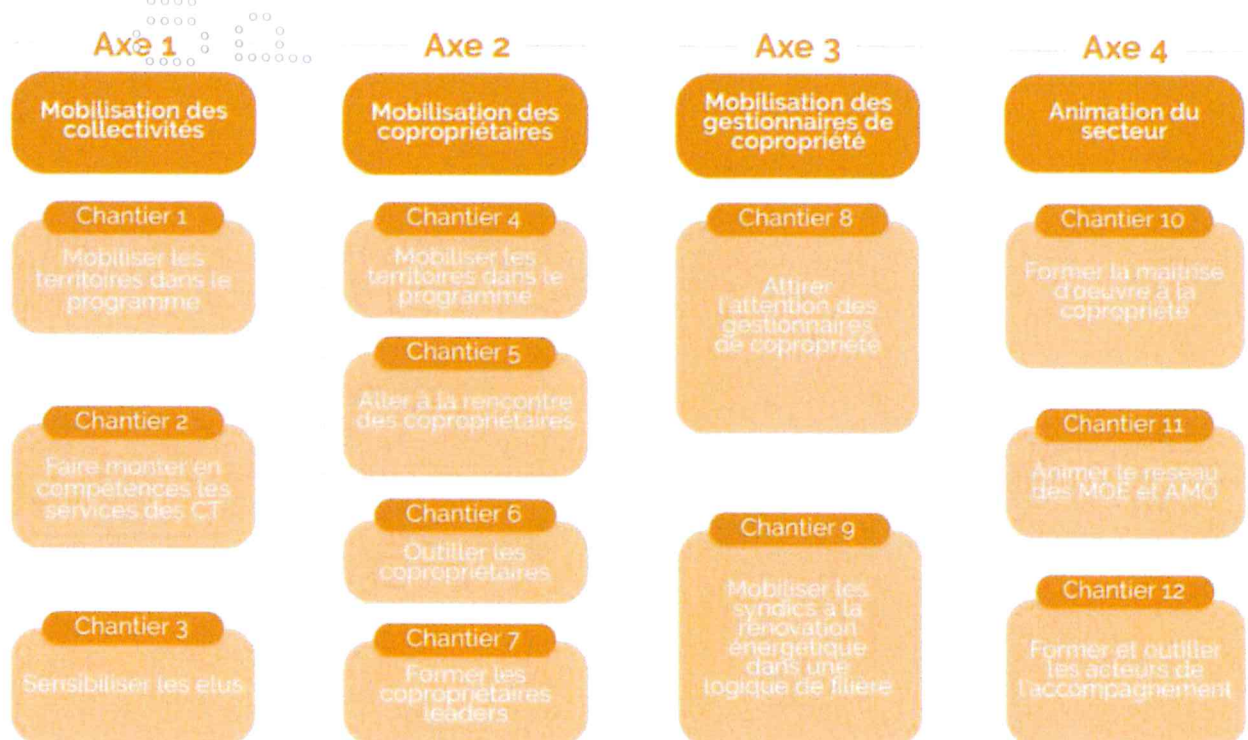 Axe 1
Mobilisation des
collectivités
Chantier 1
Mobiliser les
territoires dans le
programme
Chantier 2
Faire monter en
compétences les
services des CT
Chantier 3
Sensibiliser les elus
Axe 2
Mobilisation des
copropriétaires
Chantier 4
Mobiliser les
territoires dans le
programme
Chantier 5
Aller à la rencontre
des copropriétaires
Chantier 6
Outiller les
copropriétaires
Chantier 7
Former les
copropriétaires
leaders
Axe 3
Mobilisation des
gestionnaires de
copropriété
Chantier 8
Attirer
l'attention des
gestionnaires
de copropriété
Chantier 9
Mobiliser les
syndics à la
rénovation
énergétique
dans une
logique de filière
Axe 4
Animation du
secteur
Chantier 10
Former la maitrise
d'oeuvre à la
copropriété
Chantier 11
Animer le reseau
des MOE et AMO
Chantier 12
Former et outiller
les acteurs de
l'accompagnement